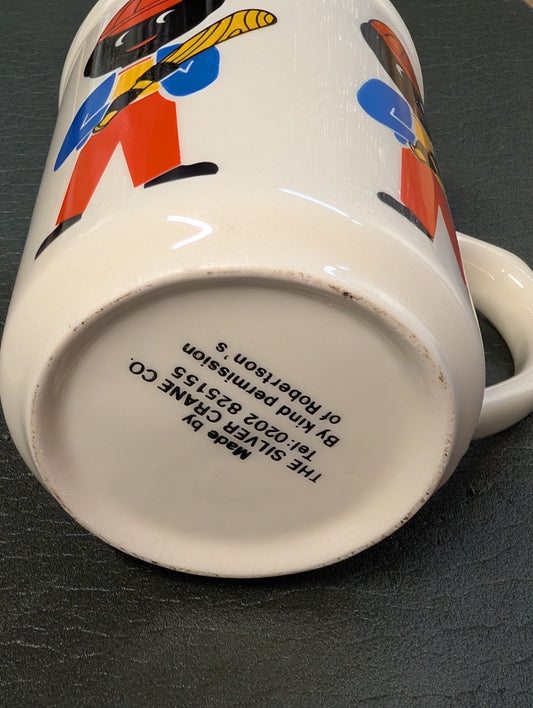 Made by
THE SILVER CRANE CO.
Tel:0202 825155
By kind permission
of Robertson's